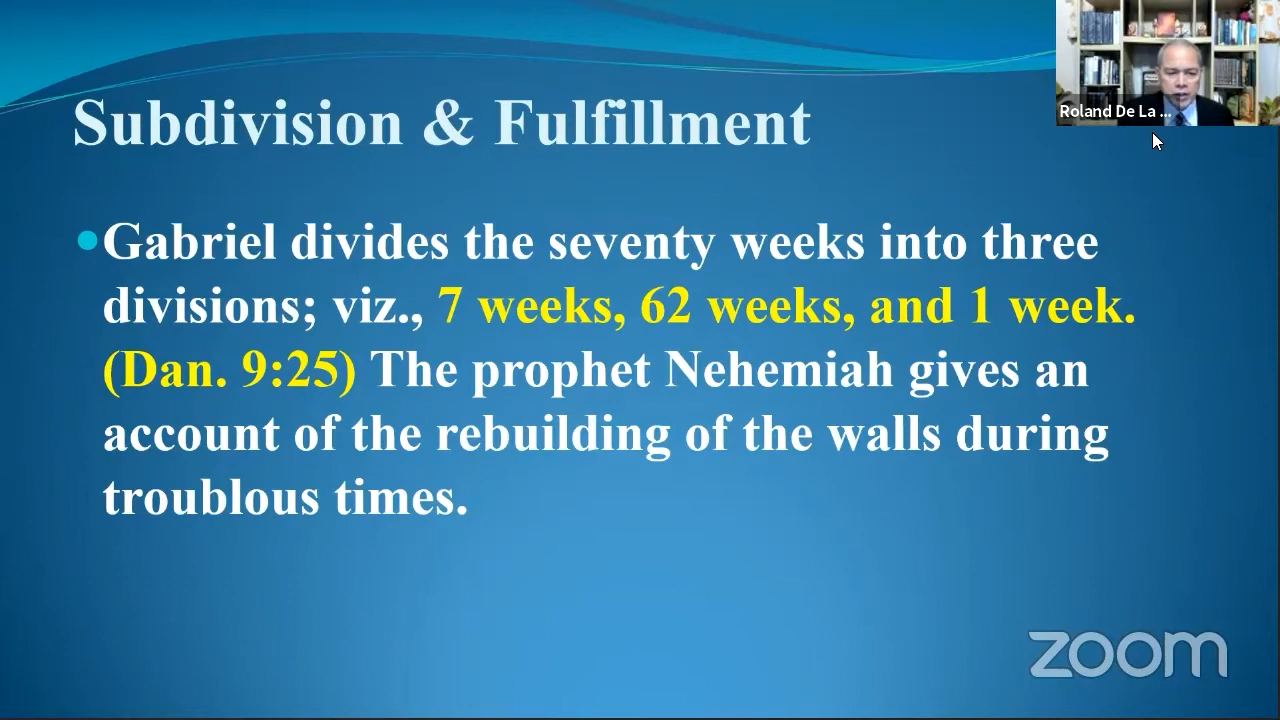 Roland De La ...
Subdivision & Fulfillment
Gabriel divides the seventy weeks into three
divisions; viz., 7 weeks, 62 weeks, and 1 week.
(Dan. 9:25) The prophet Nehemiah gives an
account of the rebuilding of the walls during
troublous times.
zoom